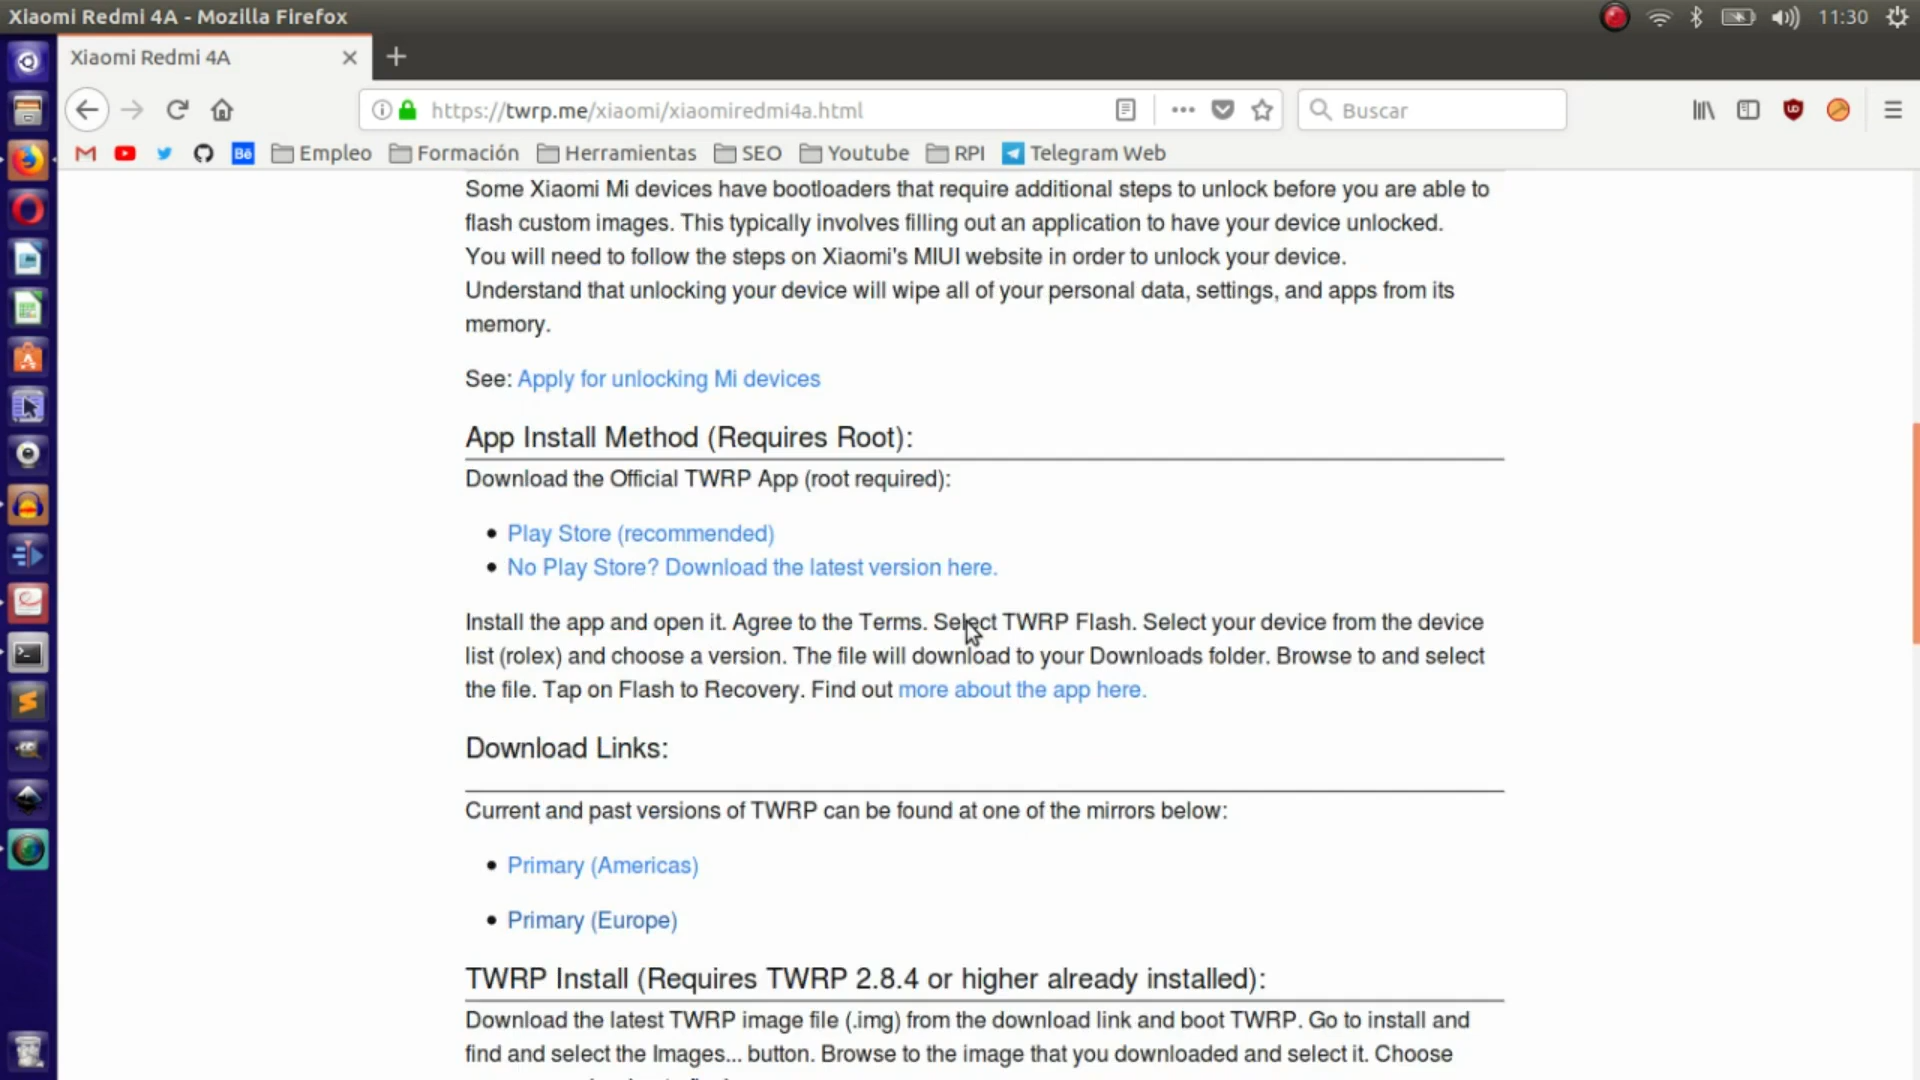 Xiaomi Redmi 4A - Mozilla Firefox
11:30
Xiaomi Redmi 4A
https://twrp.me/xiaomi/xiaomiredmi4a.html
Buscar
Bē Empleo Formación Herramientas SEO Youtube RPI Telegram Web
Some Xiaomi Mi devices have bootloaders that require additional steps to unlock before you are able to
flash custom images. This typically involves filling out an application to have your device unlocked.
You will need to follow the steps on Xiaomi's MIUI website in order to unlock your device.
Understand that unlocking your device will wipe all of your personal data, settings, and apps from its
memory.
See: Apply for unlocking Mi devices
App Install Method (Requires Root):
Download the Official TWRP App (root required):
• Play Store (recommended)
• No Play Store? Download the latest version here.
Install the app and open it. Agree to the Terms. Select TWRP Flash. Select your device from the device
list (rolex) and choose a version. The file will download to your Downloads folder. Browse to and select
the file. Tap on Flash to Recovery. Find out more about the app here.
Download Links:
Current and past versions of TWRP can be found at one of the mirrors below:
• Primary (Americas)
• Primary (Europe)
TWRP Install (Requires TWRP 2.8.4 or higher already installed):
Download the latest TWRP image file (.img) from the download link and boot TWRP. Go to install and
find and select the Images... button. Browse to the image that you downloaded and select it. Choose